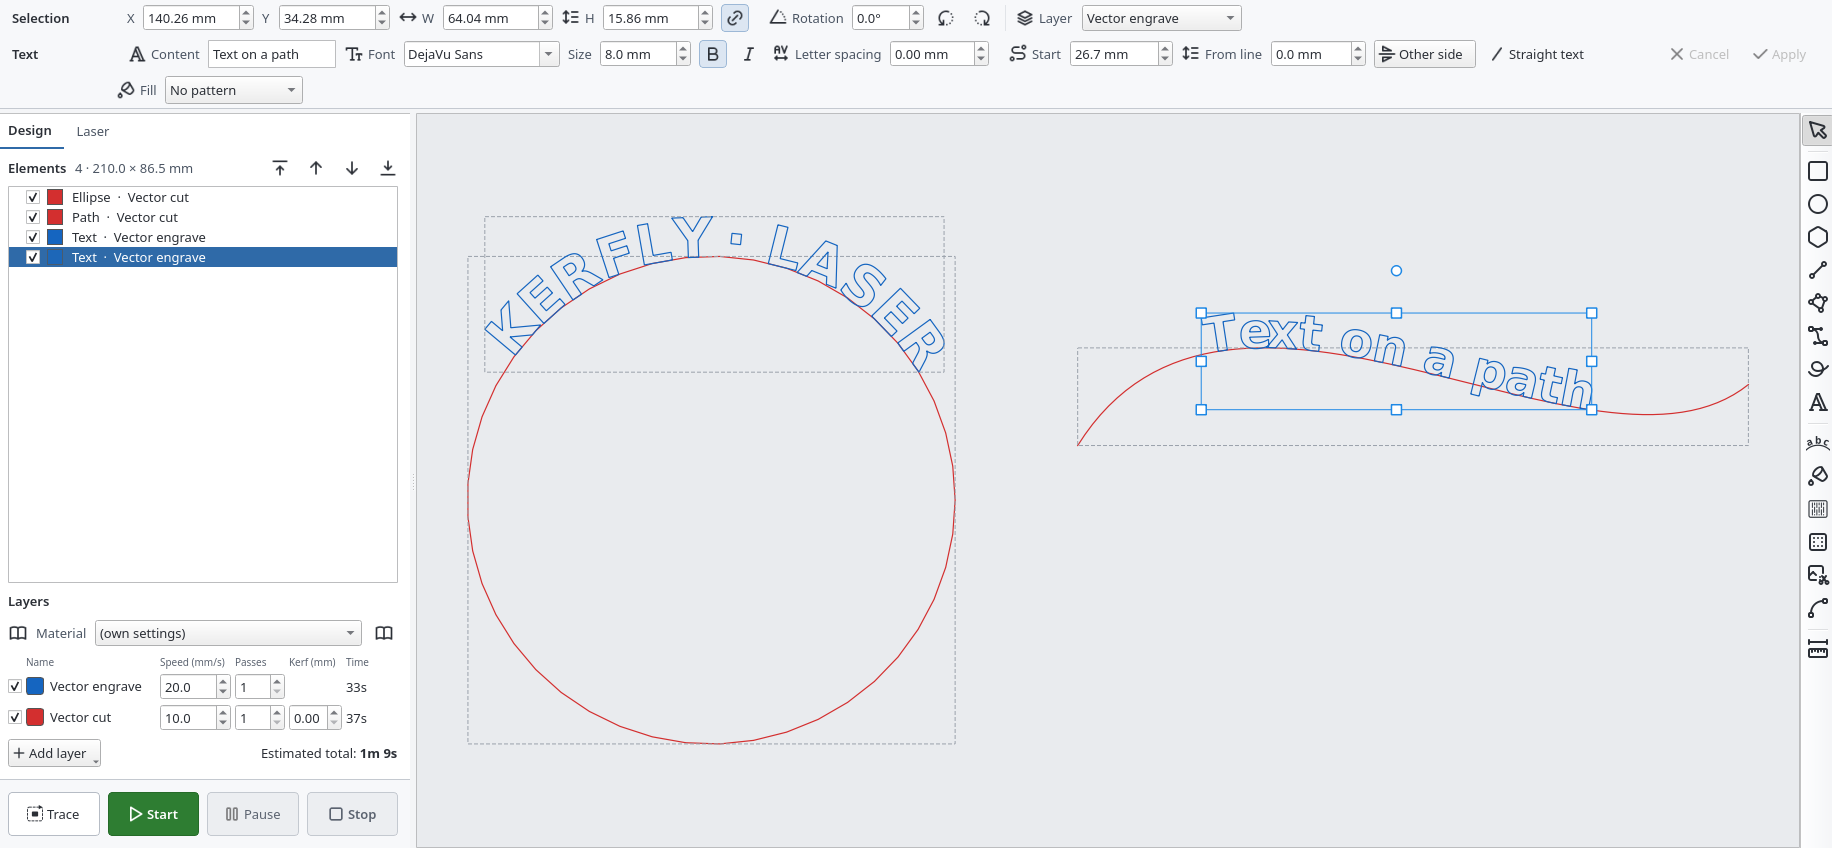 Selection X 140.26 mm Y 34.28 mm W 64.04 mm H 15.86 mm Rotation 0.0° Layer Vector engrave
Text Content Text on a path Font DejaVu Sans Size 8.0 mm B I Letter spacing 0.00 mm Start 26.7 mm From line 0.0 mm Other side Straight text Cancel Apply
Fill No pattern
Design Laser
Elements 4 · 210.0 × 86.5 mm
Ellipse · Vector cut
Path · Vector cut
Text · Vector engrave
Text · Vector engrave
Layers
Material (own settings)
Name Speed (mm/s) Passes Kerf (mm) Time
Vector engrave 20.0 1 33s
Vector cut 10.0 1 0.00 37s
Add layer Estimated total: 1m 9s
Trace Start Pause Stop
KERFLY · LASER
Text on a path
abc